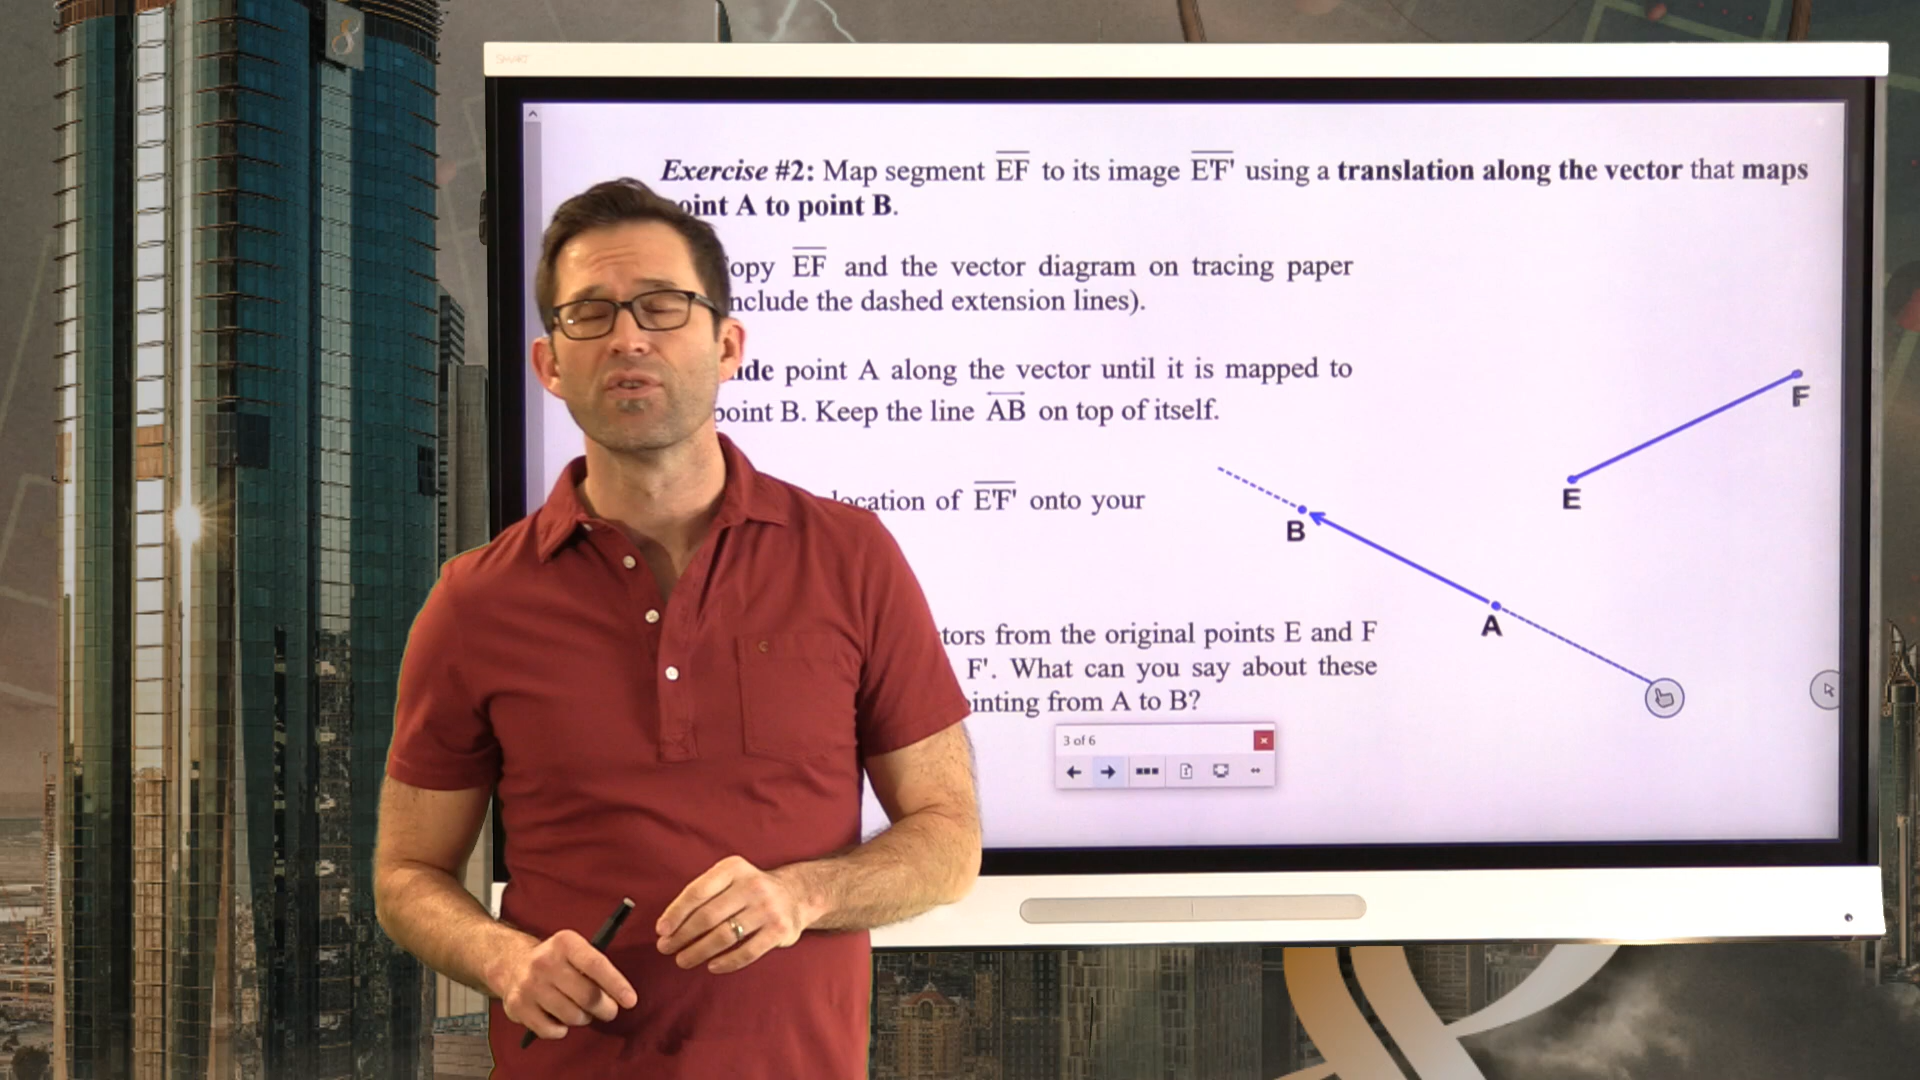 SMART
Exercise #2: Map segment EF to its image E'F' using a translation along the vector that maps
point A to point B.
opy EF and the vector diagram on tracing paper
nclude the dashed extension lines).
ide point A along the vector until it is mapped to
point B. Keep the line AB on top of itself.
location of E'F' onto your
tors from the original points E and F
F'. What can you say about these
inting from A to B?
F
E
B
A
3 of 6